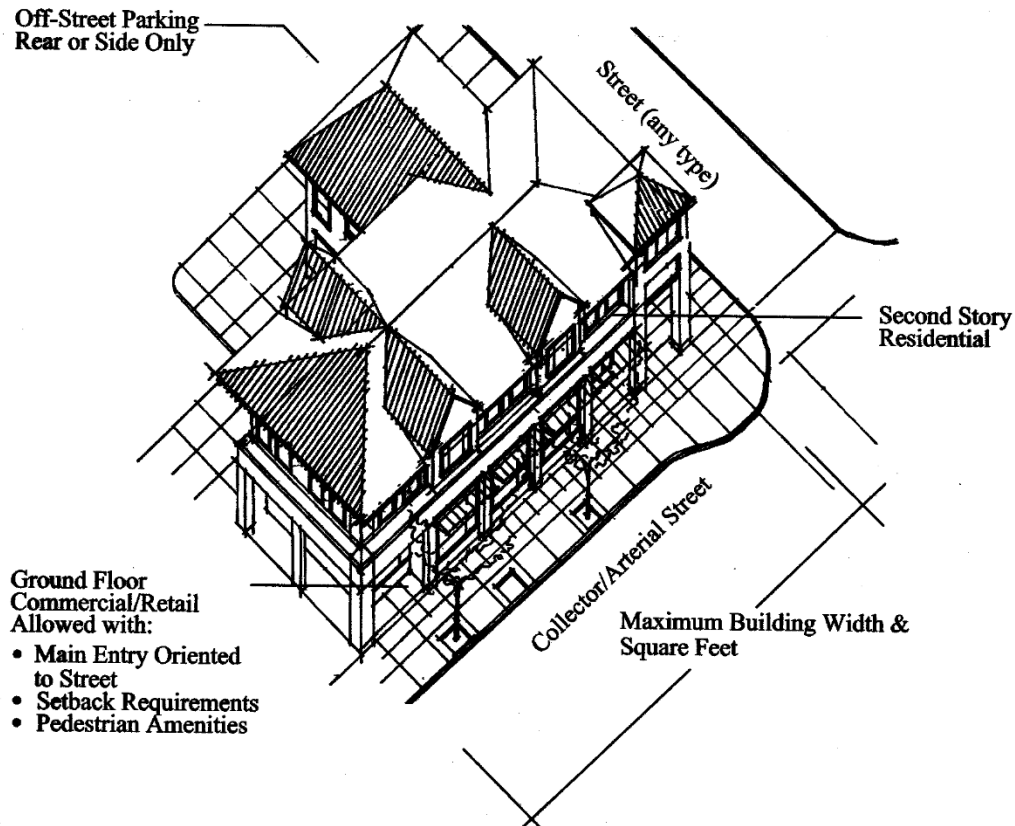 Off-Street Parking
Rear or Side Only
Street (any type)
Second Story
Residential
Collector/Arterial Street
Ground Floor
Commercial/Retail
Allowed with:
• Main Entry Oriented
to Street
• Setback Requirements
• Pedestrian Amenities
Maximum Building Width &
Square Feet